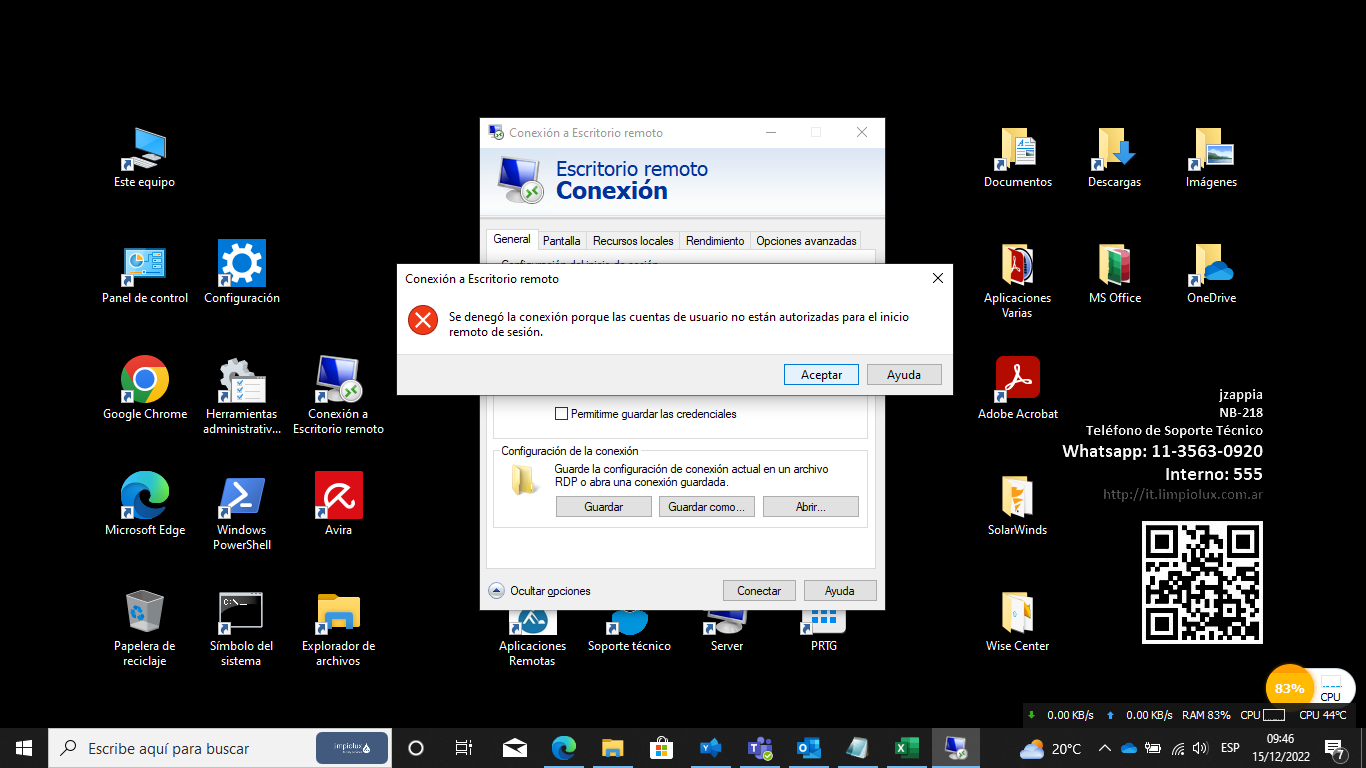 Conexión a Escritorio remoto
Escritorio remoto
Conexión
General
Pantalla
Recursos locales
Rendimiento
Opciones avanzadas
Conexión a Escritorio remoto
Se denegó la conexión porque las cuentas de usuario no están autorizadas para el inicio
remoto de sesión.
Aceptar
Ayuda
Permitirme guardar las credenciales
Configuración de la conexión
Guarde la configuración de conexión actual en un archivo
RDP o abra una conexión guardada.
Guardar
Guardar como...
Abrir...
Ocultar opciones
Conectar
Ayuda
Este equipo
Panel de control
Configuración
Google Chrome
Herramientas
administrativ...
Conexión a
Escritorio remoto
Microsoft Edge
Windows
PowerShell
Avira
Papelera de
reciclaje
C:\_
Símbolo del
sistema
Explorador de
archivos
Aplicaciones
Remotas
Soporte técnico
Server
PRTG
Documentos
Descargas
Imágenes
Aplicaciones
Varias
MS Office
OneDrive
Adobe Acrobat
SolarWinds
Wise Center
jzappia
NB-218
Teléfono de Soporte Técnico
Whatsapp: 11-3563-0920
Interno: 555
http://it.limpiolux.com.ar
83%
CPU
0.00 KB/s
0.00 KB/s
RAM 83%
CPU
CPU 44ºC
Escribe aquí para buscar
limpiolux
20°C
ESP
09:46
15/12/2022
7